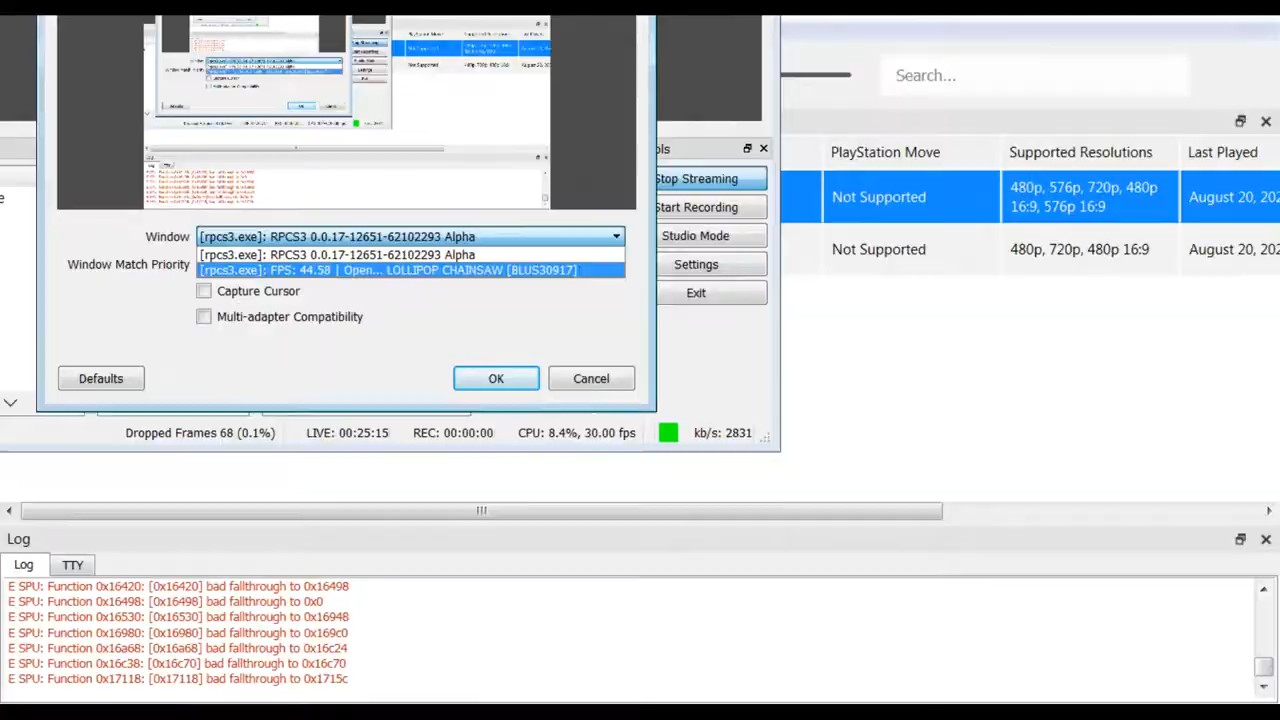 Search...
PlayStation Move Supported Resolutions Last Played
Not Supported 480p, 576p, 720p, 480p 16:9, 576p 16:9 August 20, 202
Not Supported 480p, 720p, 480p 16:9 August 20, 202
ols
Stop Streaming
Start Recording
Studio Mode
Settings
Exit
Window [rpcs3.exe]: RPCS3 0.0.17-12651-62102293 Alpha
[rpcs3.exe]: RPCS3 0.0.17-12651-62102293 Alpha
Window Match Priority [rpcs3.exe]: FPS: 44.58 | Open... LOLLIPOP CHAINSAW [BLUS30917]
Capture Cursor
Multi-adapter Compatibility
Defaults OK Cancel
Dropped Frames 68 (0.1%) LIVE: 00:25:15 REC: 00:00:00 CPU: 8.4%, 30.00 fps kb/s: 2831
Log
Log TTY
E SPU: Function 0x16420: [0x16420] bad fallthrough to 0x16498
E SPU: Function 0x16498: [0x16498] bad fallthrough to 0x0
E SPU: Function 0x16530: [0x16530] bad fallthrough to 0x16948
E SPU: Function 0x16980: [0x16980] bad fallthrough to 0x169c0
E SPU: Function 0x16a68: [0x16a68] bad fallthrough to 0x16c24
E SPU: Function 0x16c38: [0x16c70] bad fallthrough to 0x16c70
E SPU: Function 0x17118: [0x17118] bad fallthrough to 0x1715c